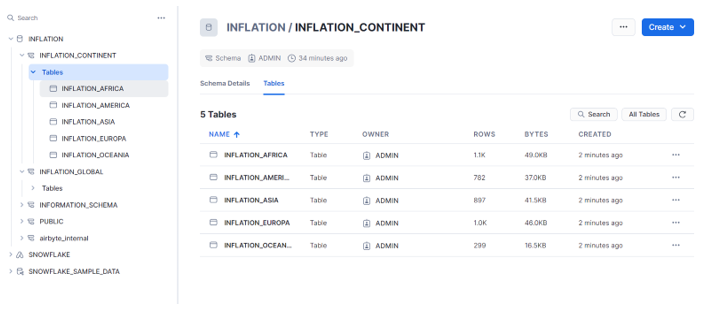 Search ...
INFLATION
INFLATION_CONTENT
Tables
INFLATION_AFRICA
INFLATION_AMERICA
INFLATION_ASIA
INFLATION_EUROPA
INFLATION_OCEANIA
INFLATION_GLOBAL
Tables
INFORMATION_SCHEMA
PUBLIC
airbyte_internal
SNOWFLAKE
SNOWFLAKE_SAMPLE_DATA
INFLATION / INFLATION_CONTINENT
... Create
Schema ADMIN 34 minutes ago
Schema Details Tables
5 Tables
Search All Tables
NAME ↑ TYPE OWNER ROWS BYTES CREATED
INFLATION_AFRICA Table ADMIN 1.1K 49.0KB 2 minutes ago ...
INFLATION_AMERI... Table ADMIN 782 37.0KB 2 minutes ago ...
INFLATION_ASIA Table ADMIN 897 41.5KB 2 minutes ago ...
INFLATION_EUROPA Table ADMIN 1.0K 46.0KB 2 minutes ago ...
INFLATION_OCEAN... Table ADMIN 299 16.5KB 2 minutes ago ...